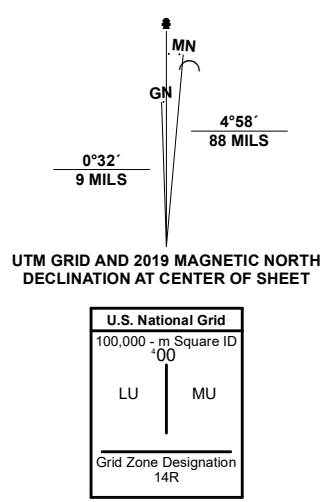 MN
GN
4°58´
88 MILS
0°32´
9 MILS
UTM GRID AND 2019 MAGNETIC NORTH
DECLINATION AT CENTER OF SHEET
U.S. National Grid
100,000 - m Square ID
⁴00
LU MU
Grid Zone Designation
14R